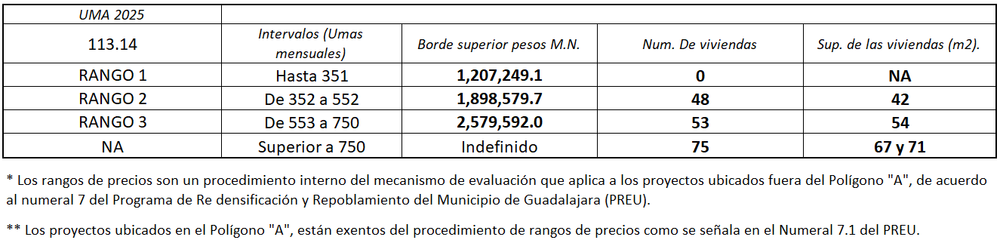 UMA 2025
113.14 Intervalos (Umas mensuales) Borde superior pesos M.N. Num. De viviendas Sup. de las viviendas (m2).
RANGO 1 Hasta 351 1,207,249.1 0 NA
RANGO 2 De 352 a 552 1,898,579.7 48 42
RANGO 3 De 553 a 750 2,579,592.0 53 54
NA Superior a 750 Indefinido 75 67 y 71
* Los rangos de precios son un procedimiento interno del mecanismo de evaluación que aplica a los proyectos ubicados fuera del Polígono "A", de acuerdo
al numeral 7 del Programa de Re densificación y Repoblamiento del Municipio de Guadalajara (PREU).
** Los proyectos ubicados en el Polígono "A", están exentos del procedimiento de rangos de precios como se señala en el Numeral 7.1 del PREU.